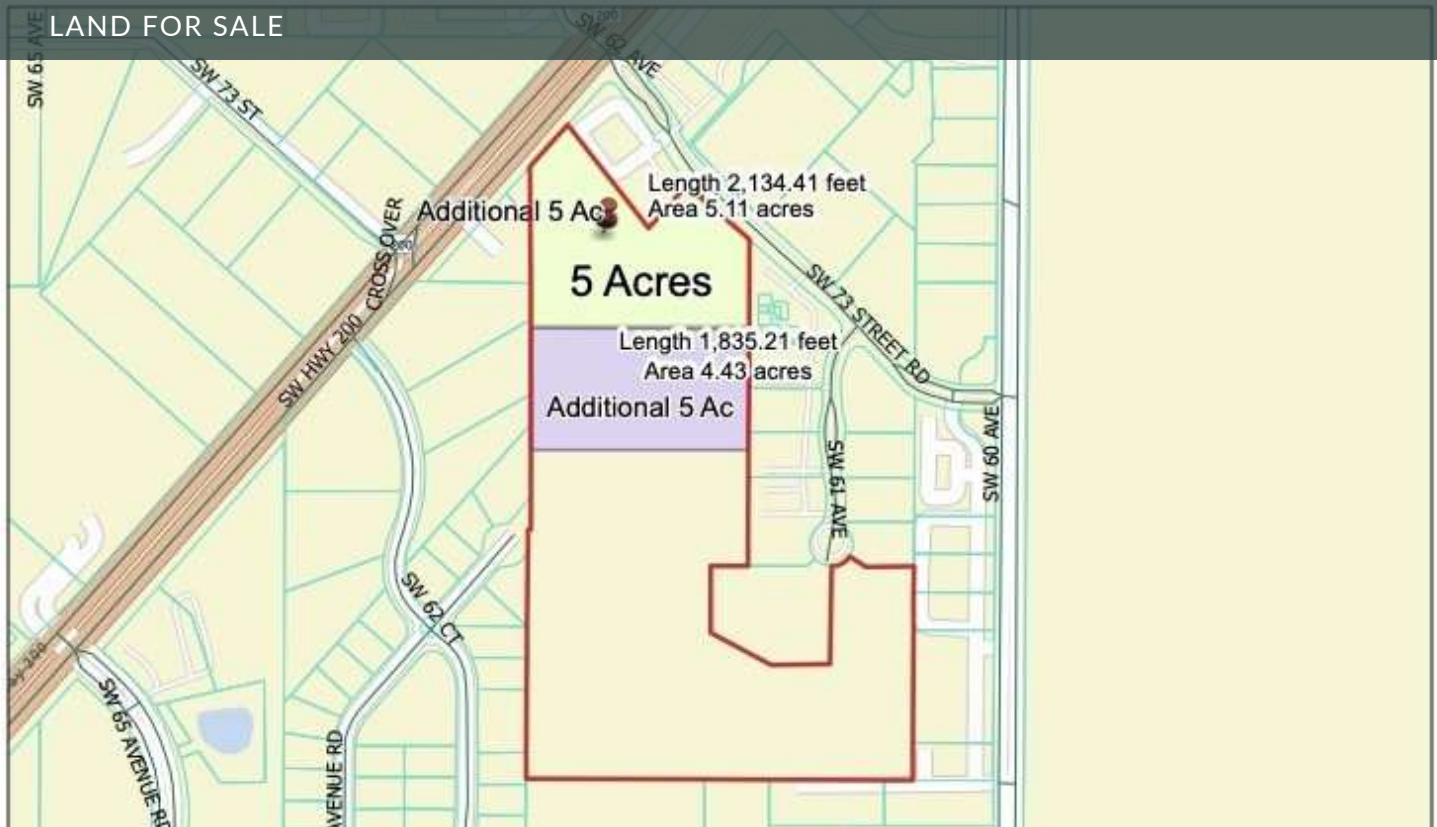 LAND FOR SALE
200
SW 62 AVE
SW 65 AVE
SW 73 ST
Length 2,134.41 feet
Area 5.11 acres
Additional 5 Ac
CROSS OVER
200
5 Acres
SW 73 STREET RD
Length 1,835.21 feet
Area 4.43 acres
SW HWY 200
Additional 5 Ac
SW 60 AVE
SW 61 AVE
SW 62 CT
SW 65 AVENUE RD
AVENUE RD